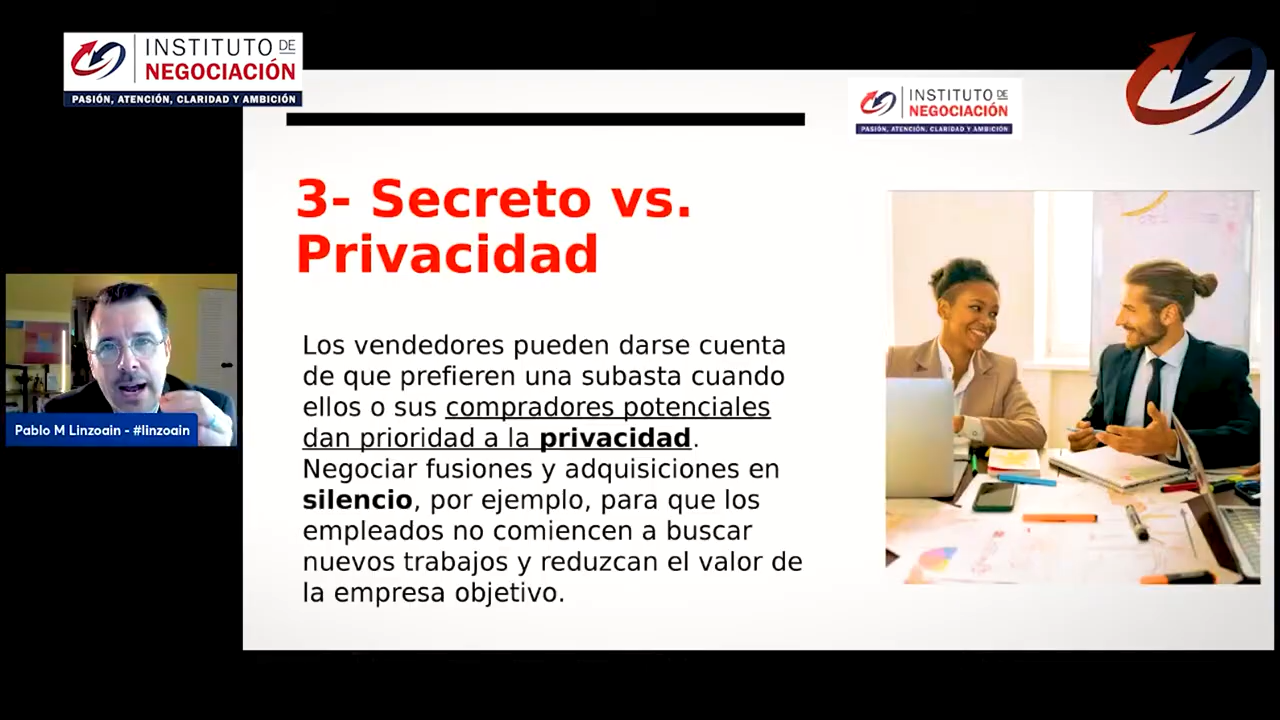 INSTITUTO DE
NEGOCIACIÓN
PASIÓN, ATENCIÓN, CLARIDAD Y AMBICIÓN
INSTITUTO DE
NEGOCIACIÓN
PASIÓN, ATENCIÓN, CLARIDAD Y AMBICIÓN
3- Secreto vs.
Privacidad
Los vendedores pueden darse cuenta
de que prefieren una subasta cuando
ellos o sus compradores potenciales
dan prioridad a la privacidad.
Negociar fusiones y adquisiciones en
silencio, por ejemplo, para que los
empleados no comiencen a buscar
nuevos trabajos y reduzcan el valor de
la empresa objetivo.
Pablo M Linzoain - #linzoain